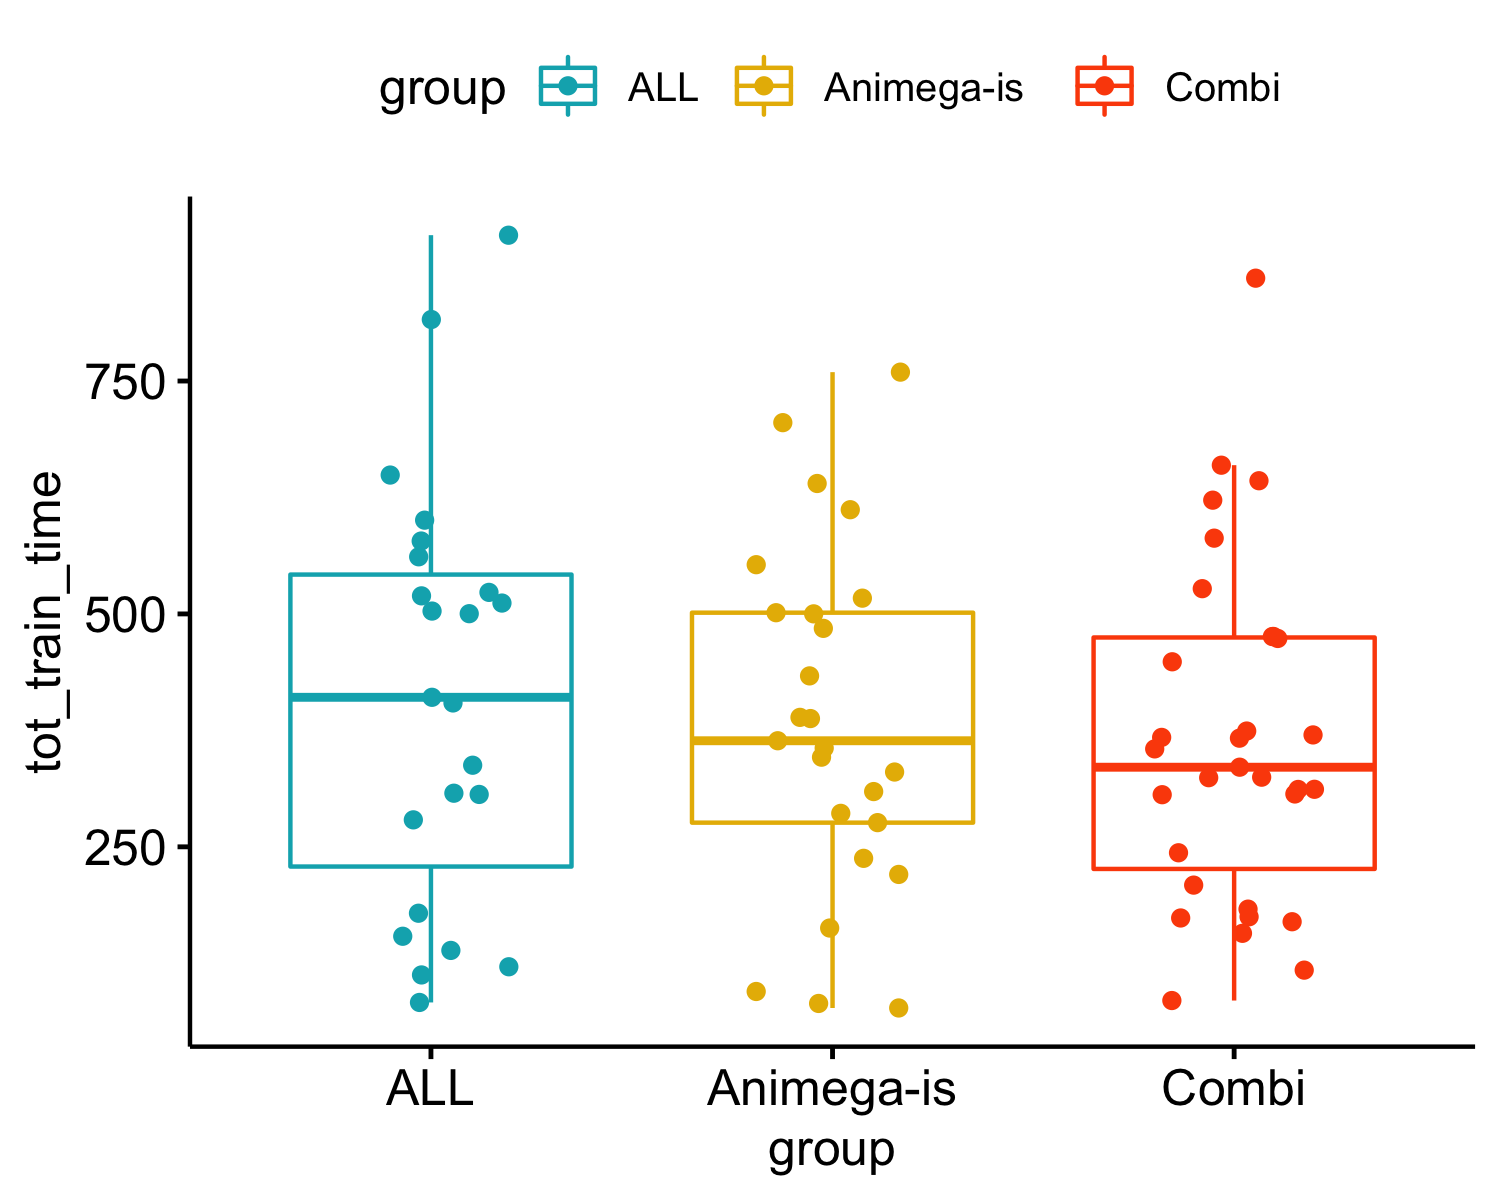 group ALL Animega-is Combi
tot_train_time
750
500
250
ALL Animega-is Combi
group